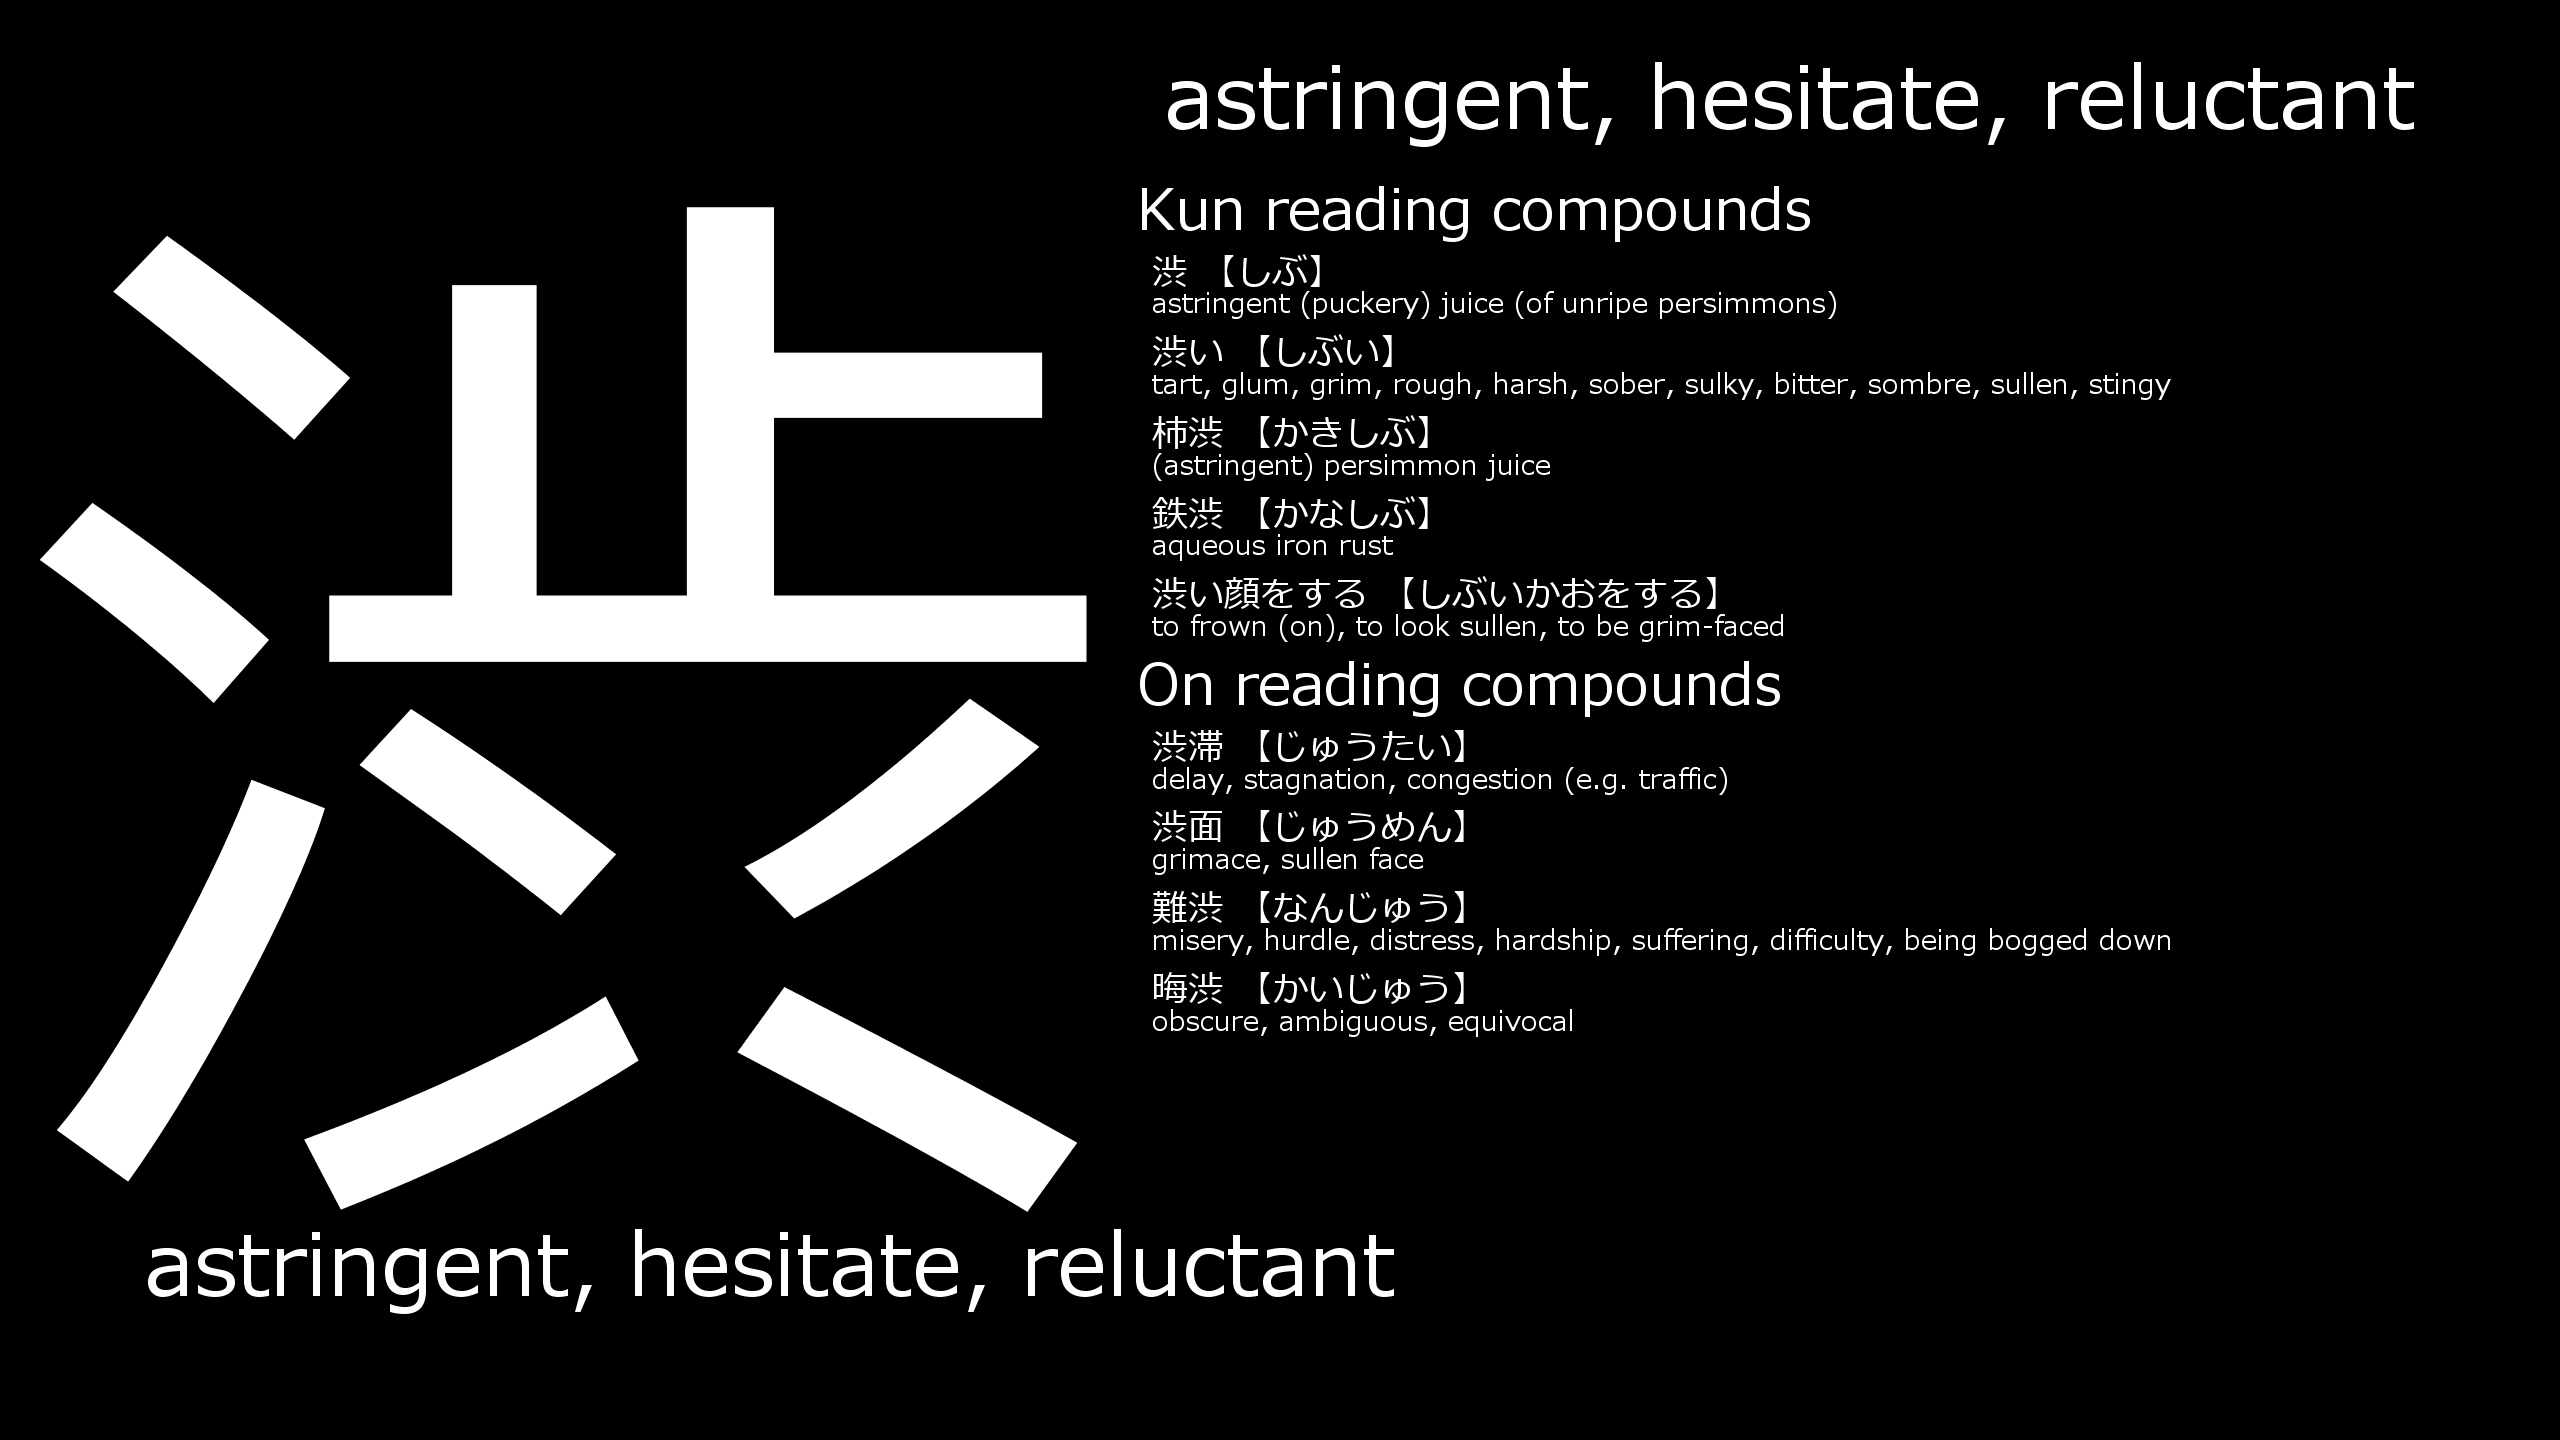 渋
astringent, hesitate, reluctant
astringent, hesitate, reluctant
Kun reading compounds
渋 【しぶ】
astringent (puckery) juice (of unripe persimmons)
渋い 【しぶい】
tart, glum, grim, rough, harsh, sober, sulky, bitter, sombre, sullen, stingy
柿渋 【かきしぶ】
(astringent) persimmon juice
鉄渋 【かなしぶ】
aqueous iron rust
渋い顔をする 【しぶいかおをする】
to frown (on), to look sullen, to be grim-faced
On reading compounds
渋滞 【じゅうたい】
delay, stagnation, congestion (e.g. traffic)
渋面 【じゅうめん】
grimace, sullen face
難渋 【なんじゅう】
misery, hurdle, distress, hardship, suffering, difficulty, being bogged down
晦渋 【かいじゅう】
obscure, ambiguous, equivocal